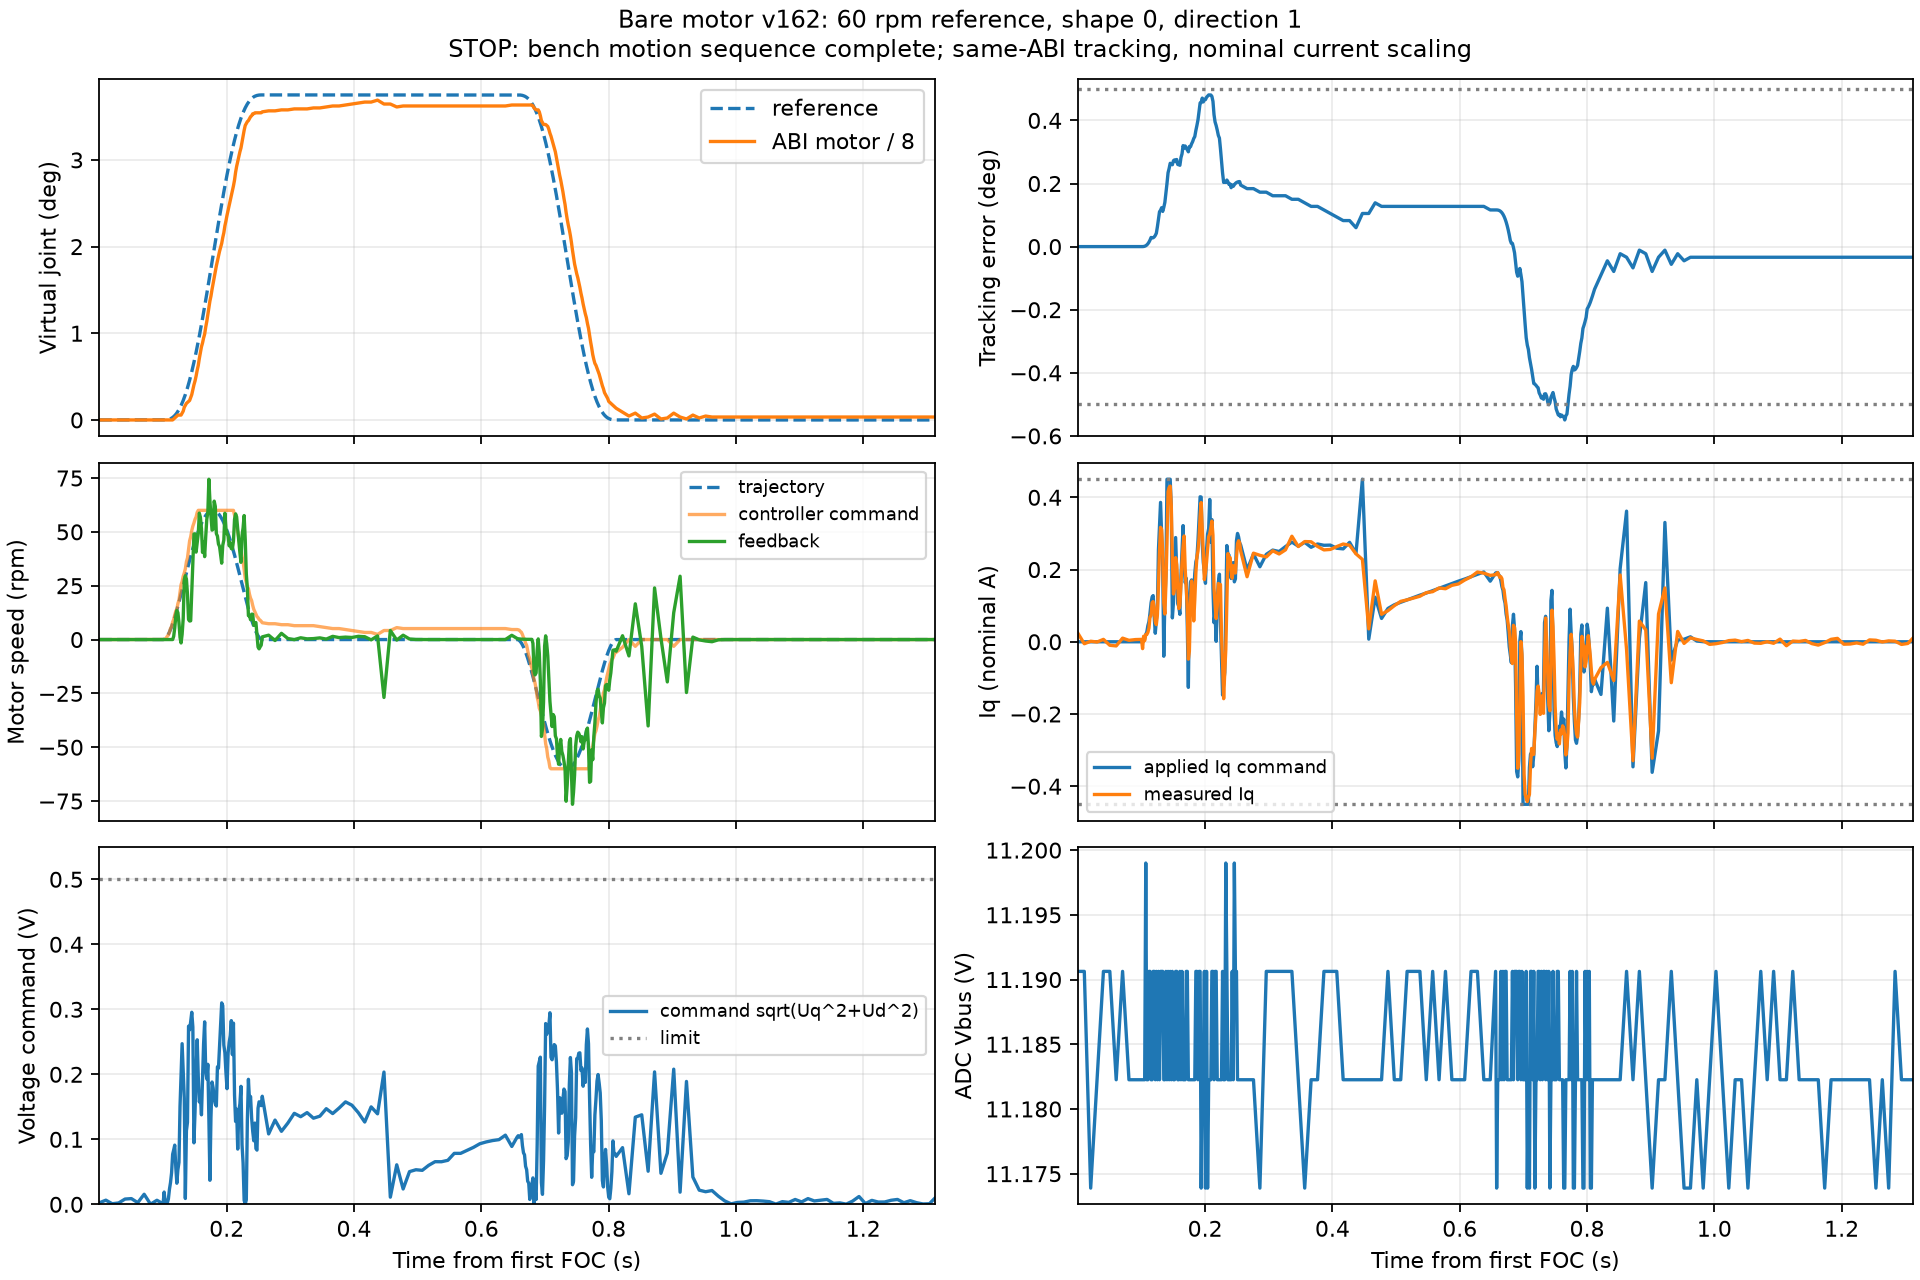 Bare motor v162: 60 rpm reference, shape 0, direction 1
STOP: bench motion sequence complete; same-ABI tracking, nominal current scaling
Virtual joint (deg)
3
2
1
0
reference
ABI motor / 8
Tracking error (deg)
0.4
0.2
0.0
−0.2
−0.4
−0.6
Motor speed (rpm)
75
50
25
0
−25
−50
−75
trajectory
controller command
feedback
Iq (nominal A)
0.4
0.2
0.0
−0.2
−0.4
applied Iq command
measured Iq
Voltage command (V)
0.5
0.4
0.3
0.2
0.1
0.0
command sqrt(Uq^2+Ud^2)
limit
0.2
0.4
0.6
0.8
1.0
1.2
Time from first FOC (s)
ADC Vbus (V)
11.200
11.195
11.190
11.185
11.180
11.175
0.2
0.4
0.6
0.8
1.0
1.2
Time from first FOC (s)